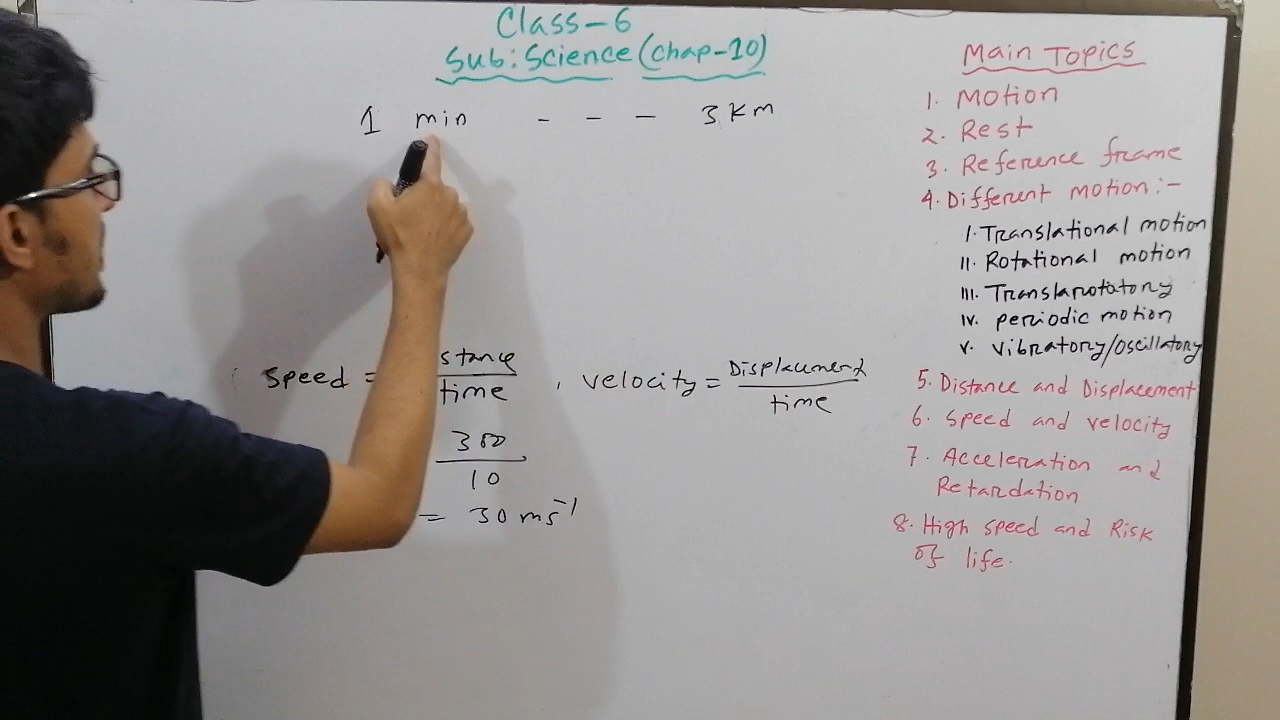 Class-6
Sub: Science (chap-10)
1 min - - - 3 km
Speed = stance/time , velocity = Displacement/time
300/10
= 30 ms⁻¹
Main Topics
1. Motion
2. Rest
3. Reference frame
4. Different motion:-
I. Translational motion
II. Rotational motion
III. Translarotatory
IV. periodic motion
V. vibratory/oscillatory
5. Distance and Displacement
6. Speed and velocity
7. Acceleration and
Retardation
8. High speed and Risk
of life.